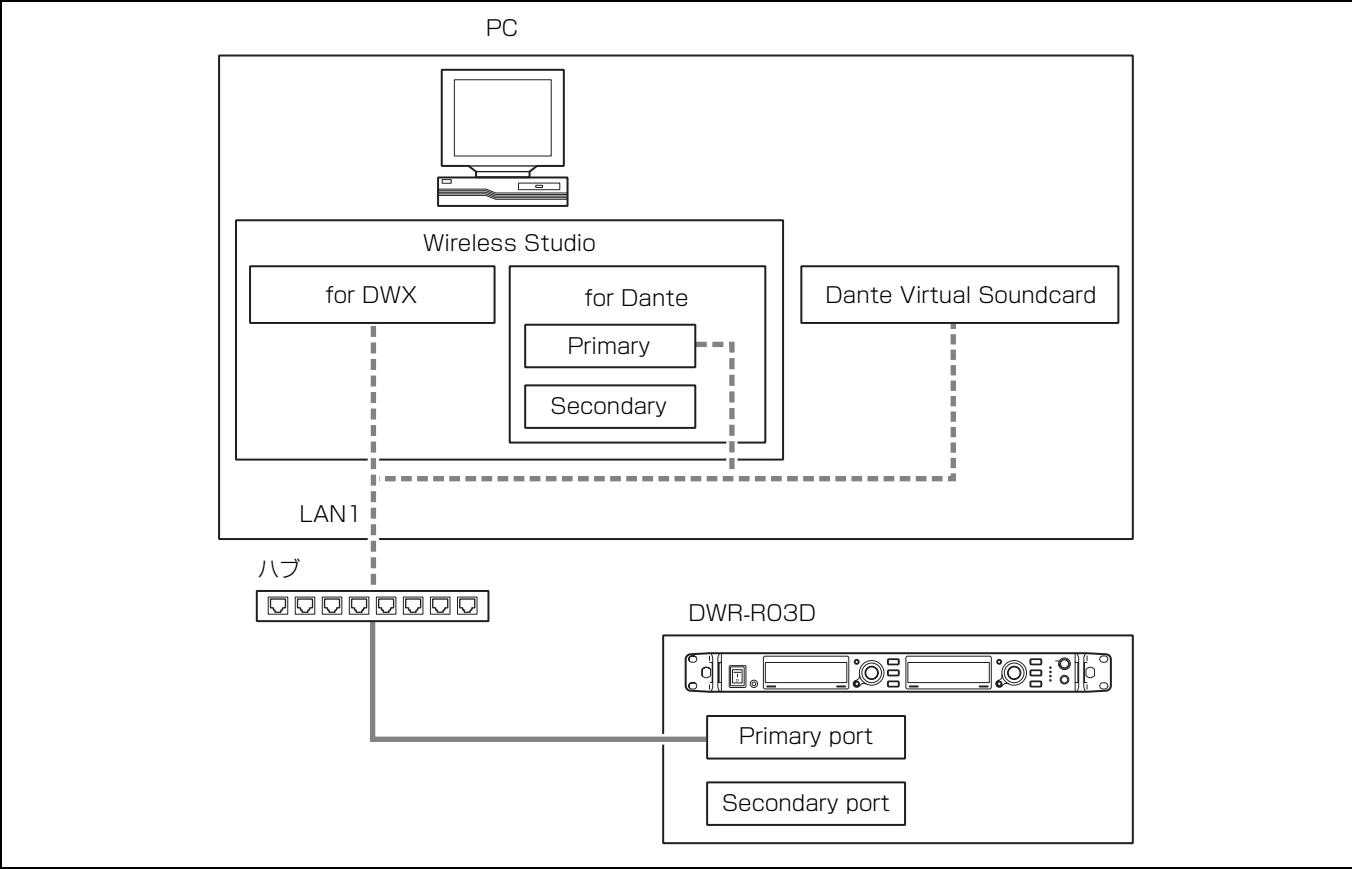 PC
Wireless Studio
for DWX
for Dante
Primary
Secondary
Dante Virtual Soundcard
LAN1
ハブ
DWR-R03D
Primary port
Secondary port